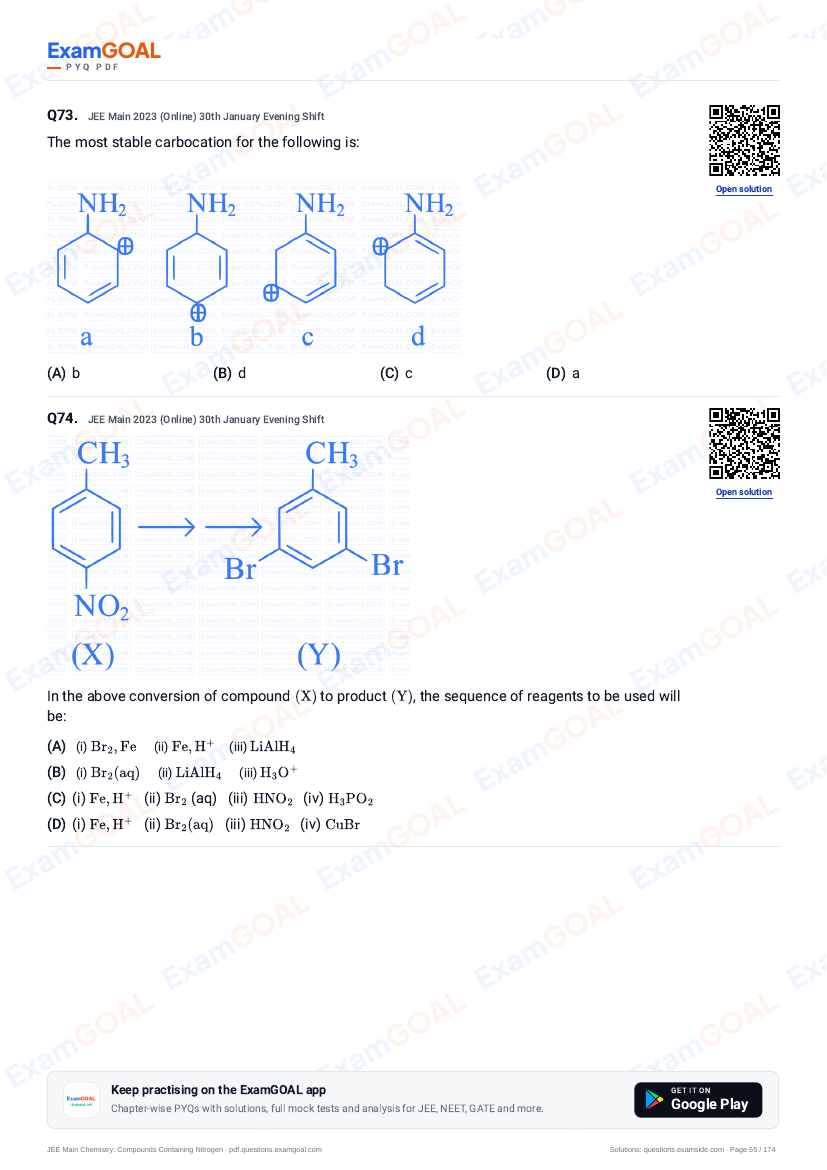 ExamGOAL
PYQ PDF
Q73. JEE Main 2023 (Online) 30th January Evening Shift
The most stable carbocation for the following is:
Open solution
NH₂ NH₂ NH₂ NH₂
⊕ ⊕ ⊕ ⊕
a b c d
(A) b (B) d (C) c (D) a
Q74. JEE Main 2023 (Online) 30th January Evening Shift
Open solution
CH₃ CH₃
Br Br
NO₂
(X) (Y)
In the above conversion of compound (X) to product (Y), the sequence of reagents to be used will
be:
(A) (i) Br₂, Fe (ii) Fe, H⁺ (iii) LiAlH₄
(B) (i) Br₂(aq) (ii) LiAlH₄ (iii) H₃O⁺
(C) (i) Fe, H⁺ (ii) Br₂ (aq) (iii) HNO₂ (iv) H₃PO₂
(D) (i) Fe, H⁺ (ii) Br₂(aq) (iii) HNO₂ (iv) CuBr
Keep practising on the ExamGOAL app
Chapter-wise PYQs with solutions, full mock tests and analysis for JEE, NEET, GATE and more.
GET IT ON
Google Play
JEE Main Chemistry: Compounds Containing Nitrogen · pdf.questions.examgoal.com
Solutions: questions.examside.com · Page 55 / 174